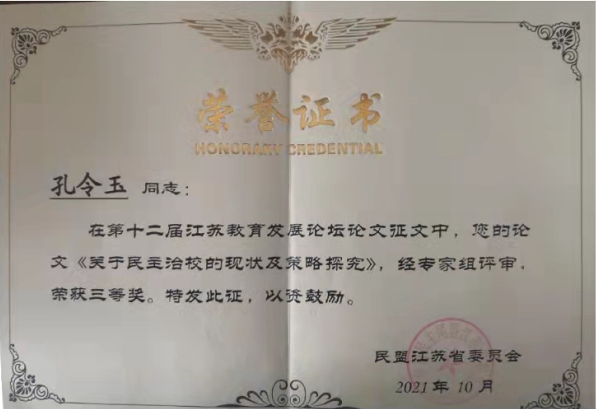 荣誉证书
HONORARY CREDENTIAL
孔令玉 同志：
在第十二届江苏教育发展论坛论文征文中，您的论
文《关于民主治校的现状及策略探究》，经专家组评审，
荣获三等奖。特发此证，以资鼓励。
民盟江苏省委员会
2021年10月